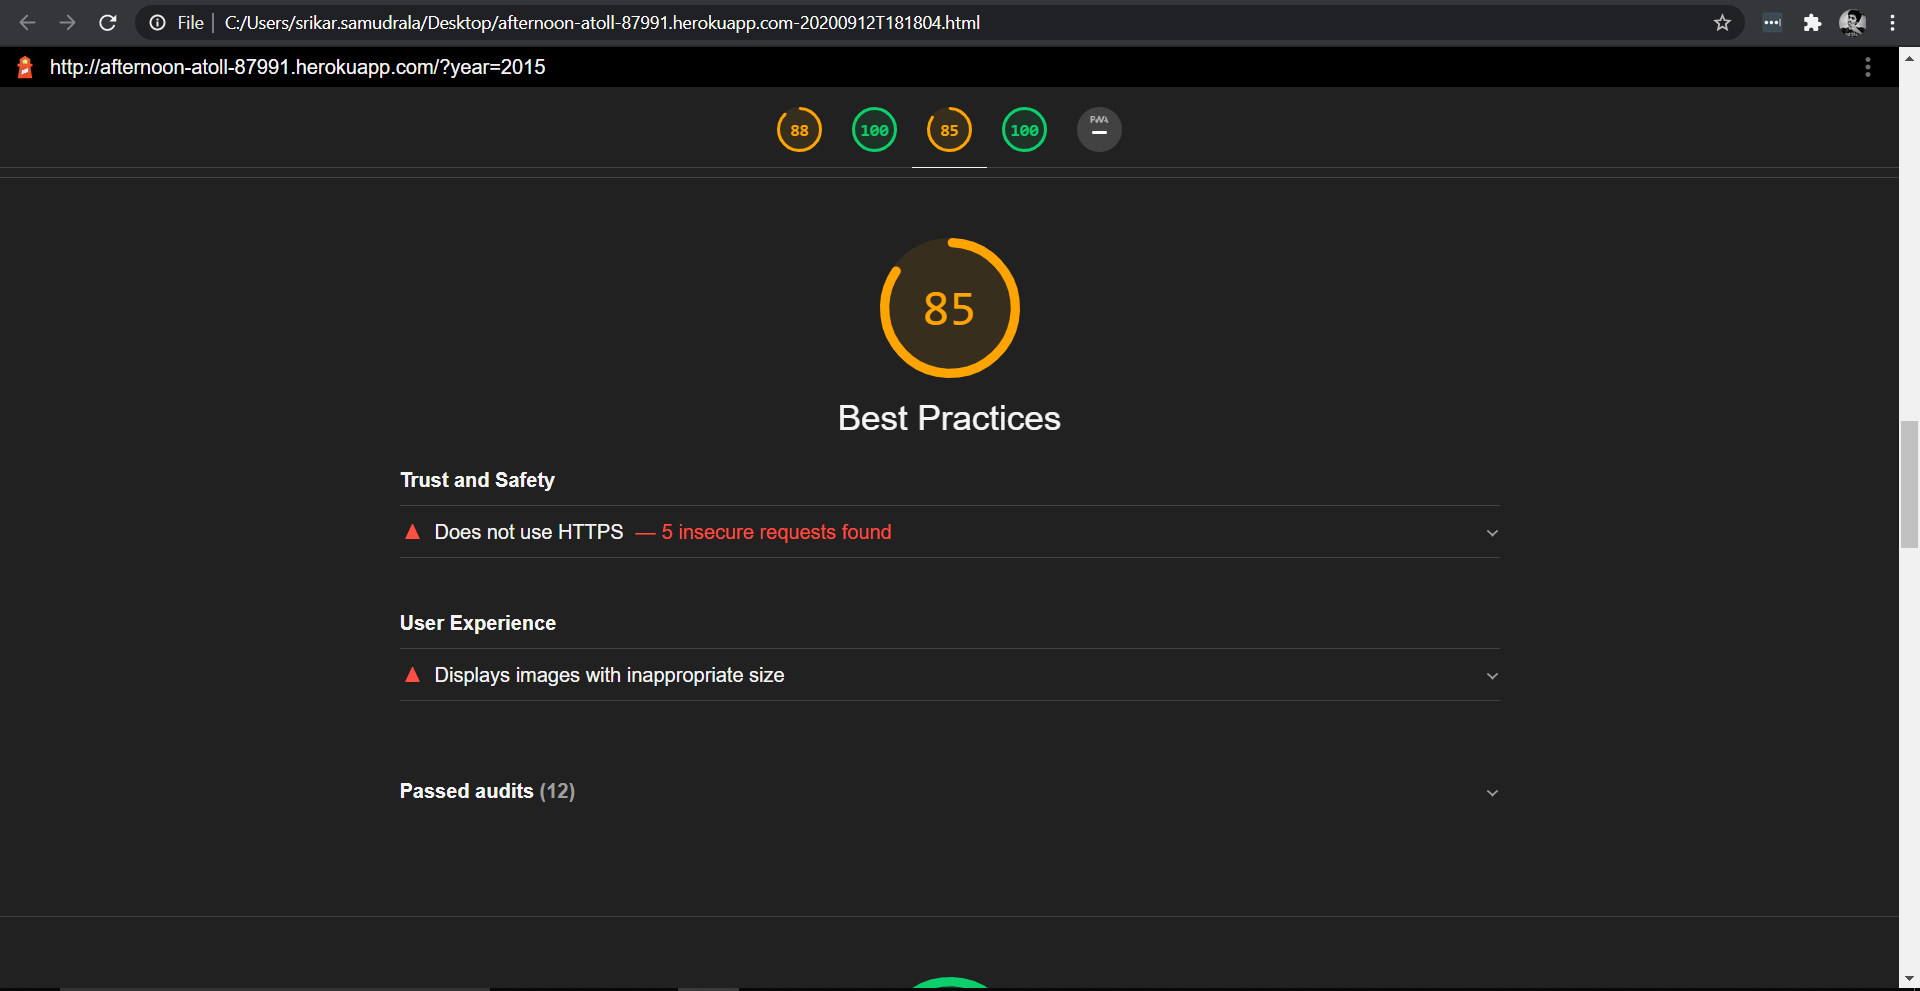 File C:/Users/srikar.samudrala/Desktop/afternoon-atoll-87991.herokuapp.com-20200912T181804.html
http://afternoon-atoll-87991.herokuapp.com/?year=2015
88 100 85 100 PWA
85
Best Practices
Trust and Safety
Does not use HTTPS — 5 insecure requests found
User Experience
Displays images with inappropriate size
Passed audits (12)